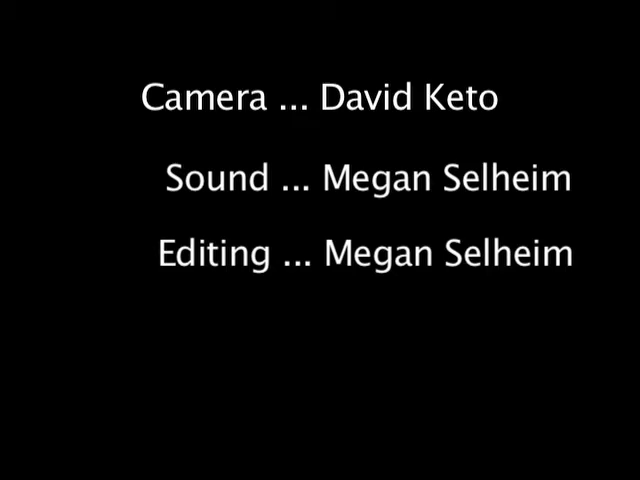 Camera ... David Keto
Sound ... Megan Selheim
Editing ... Megan Selheim